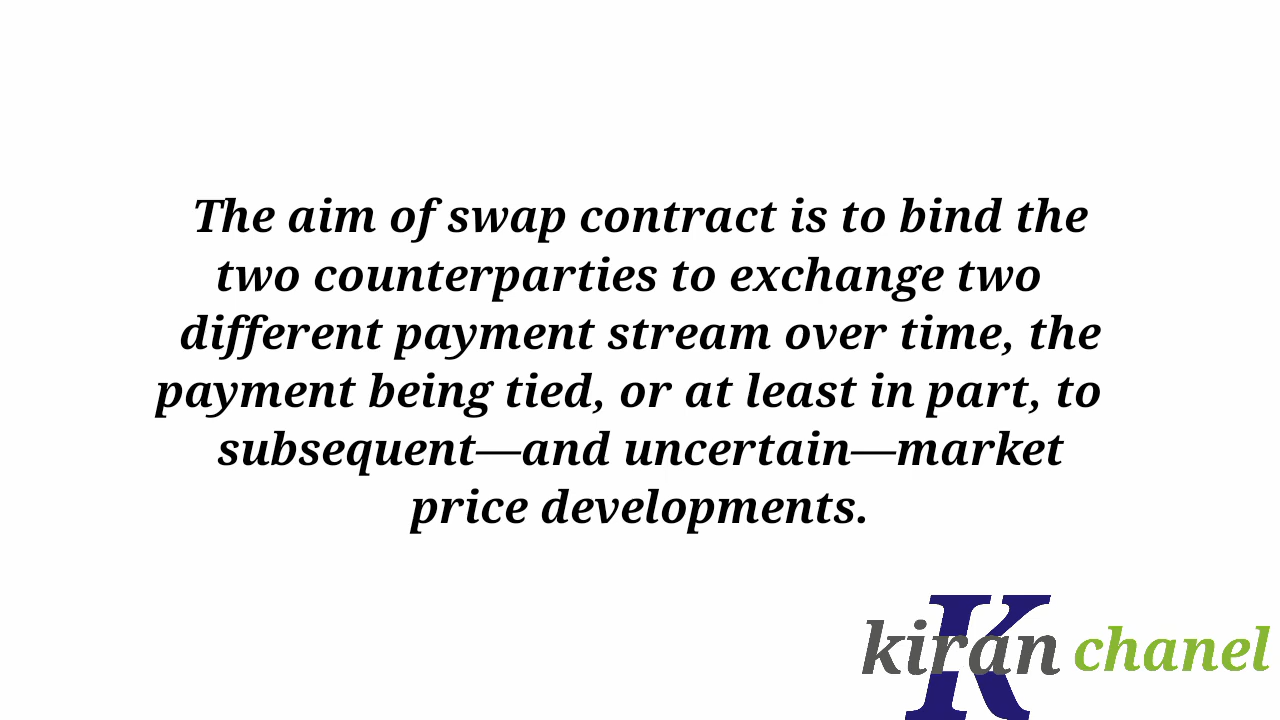 The aim of swap contract is to bind the
two counterparties to exchange two
different payment stream over time, the
payment being tied, or at least in part, to
subsequent—and uncertain—market
price developments.
K
kiran chanel